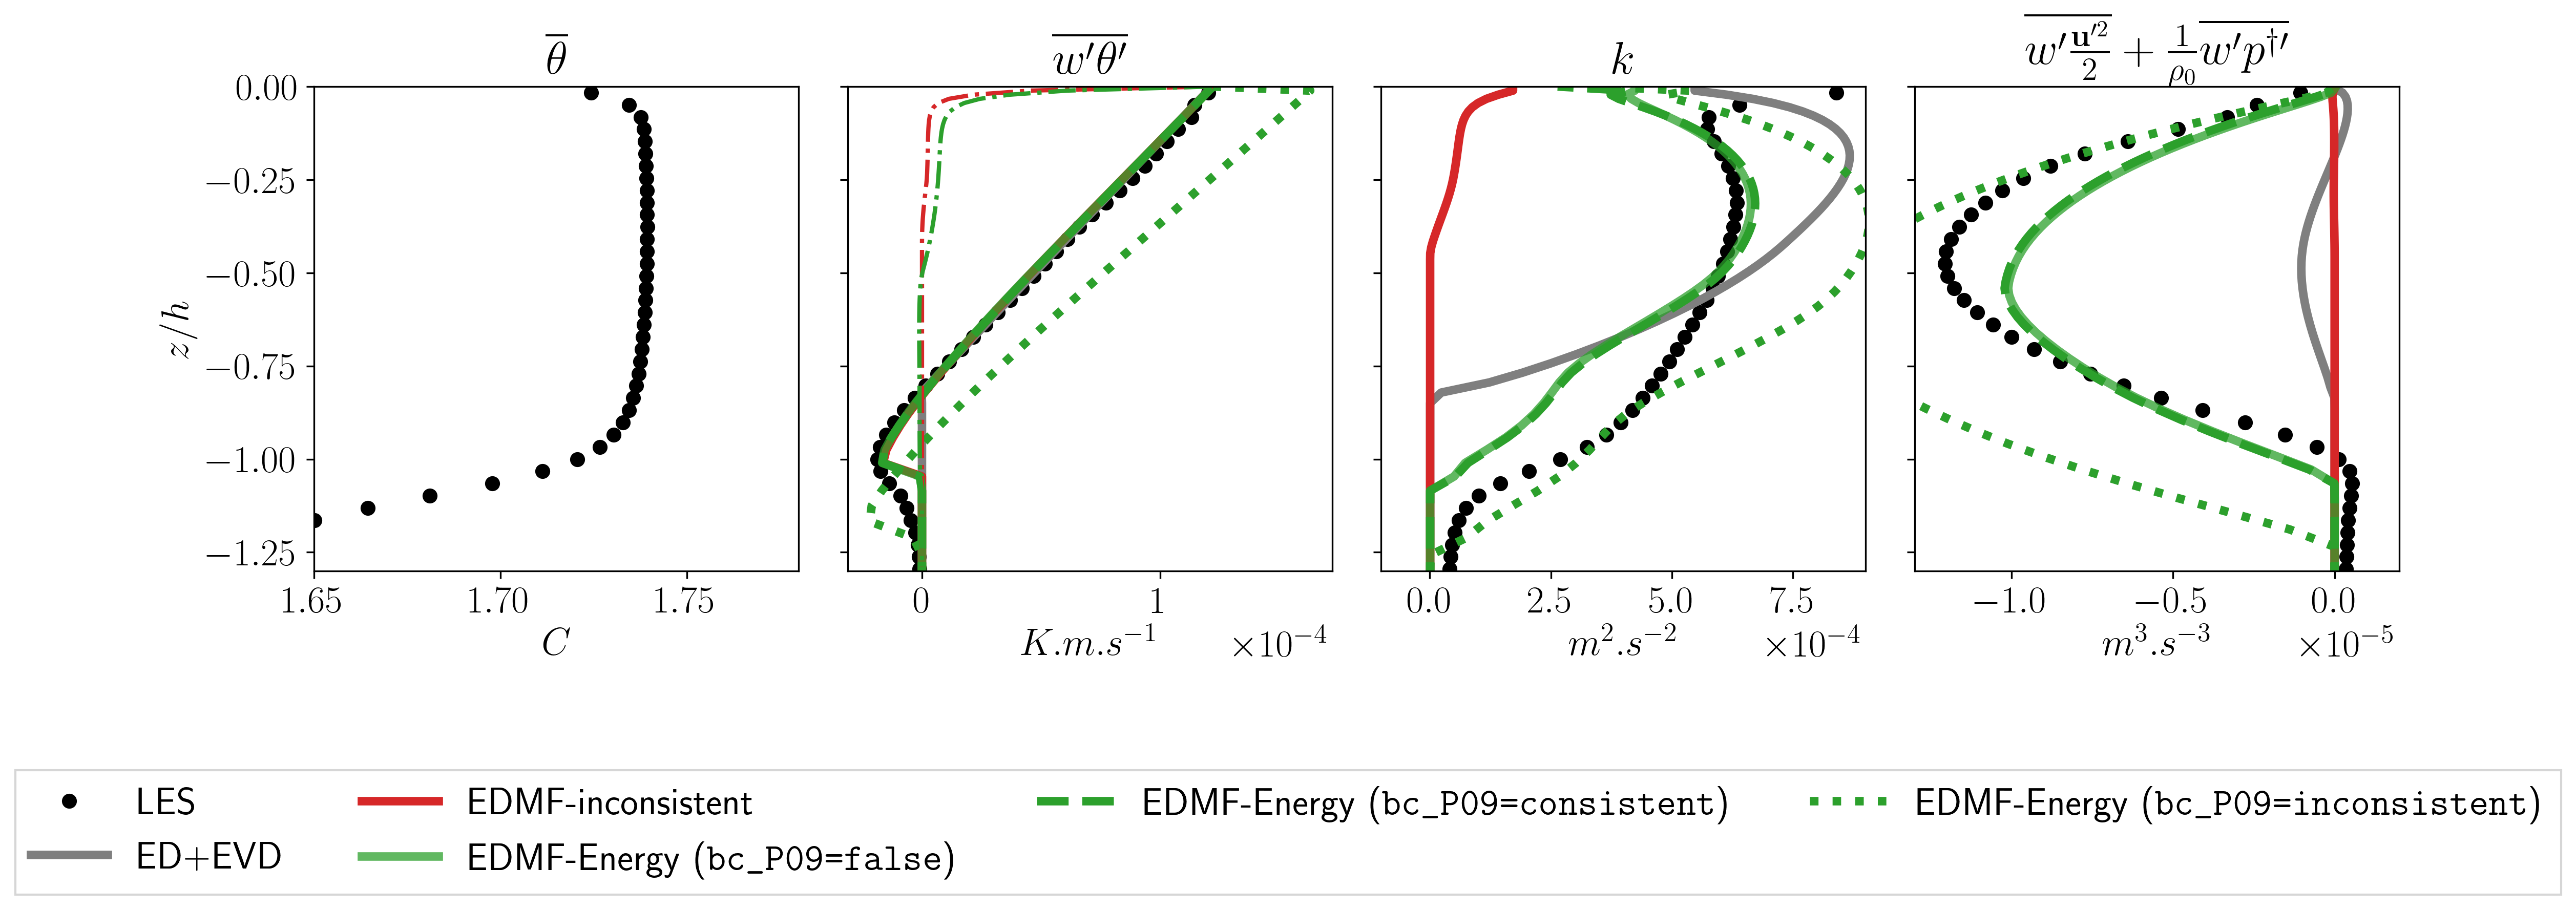 θ̅
0.00
−0.25
−0.50
−0.75
−1.00
−1.25
z/h
1.65 1.70 1.75
C
w′θ′
0 1
K.m.s⁻¹ ×10⁻⁴
k
0.0 2.5 5.0 7.5
m².s⁻² ×10⁻⁴
w′ u′²/2 + 1/ρ₀ w′p†′
−1.0 −0.5 0.0
m³.s⁻³ ×10⁻⁵
LES
ED+EVD
EDMF-inconsistent
EDMF-Energy (bc_P09=false)
EDMF-Energy (bc_P09=consistent)
EDMF-Energy (bc_P09=inconsistent)